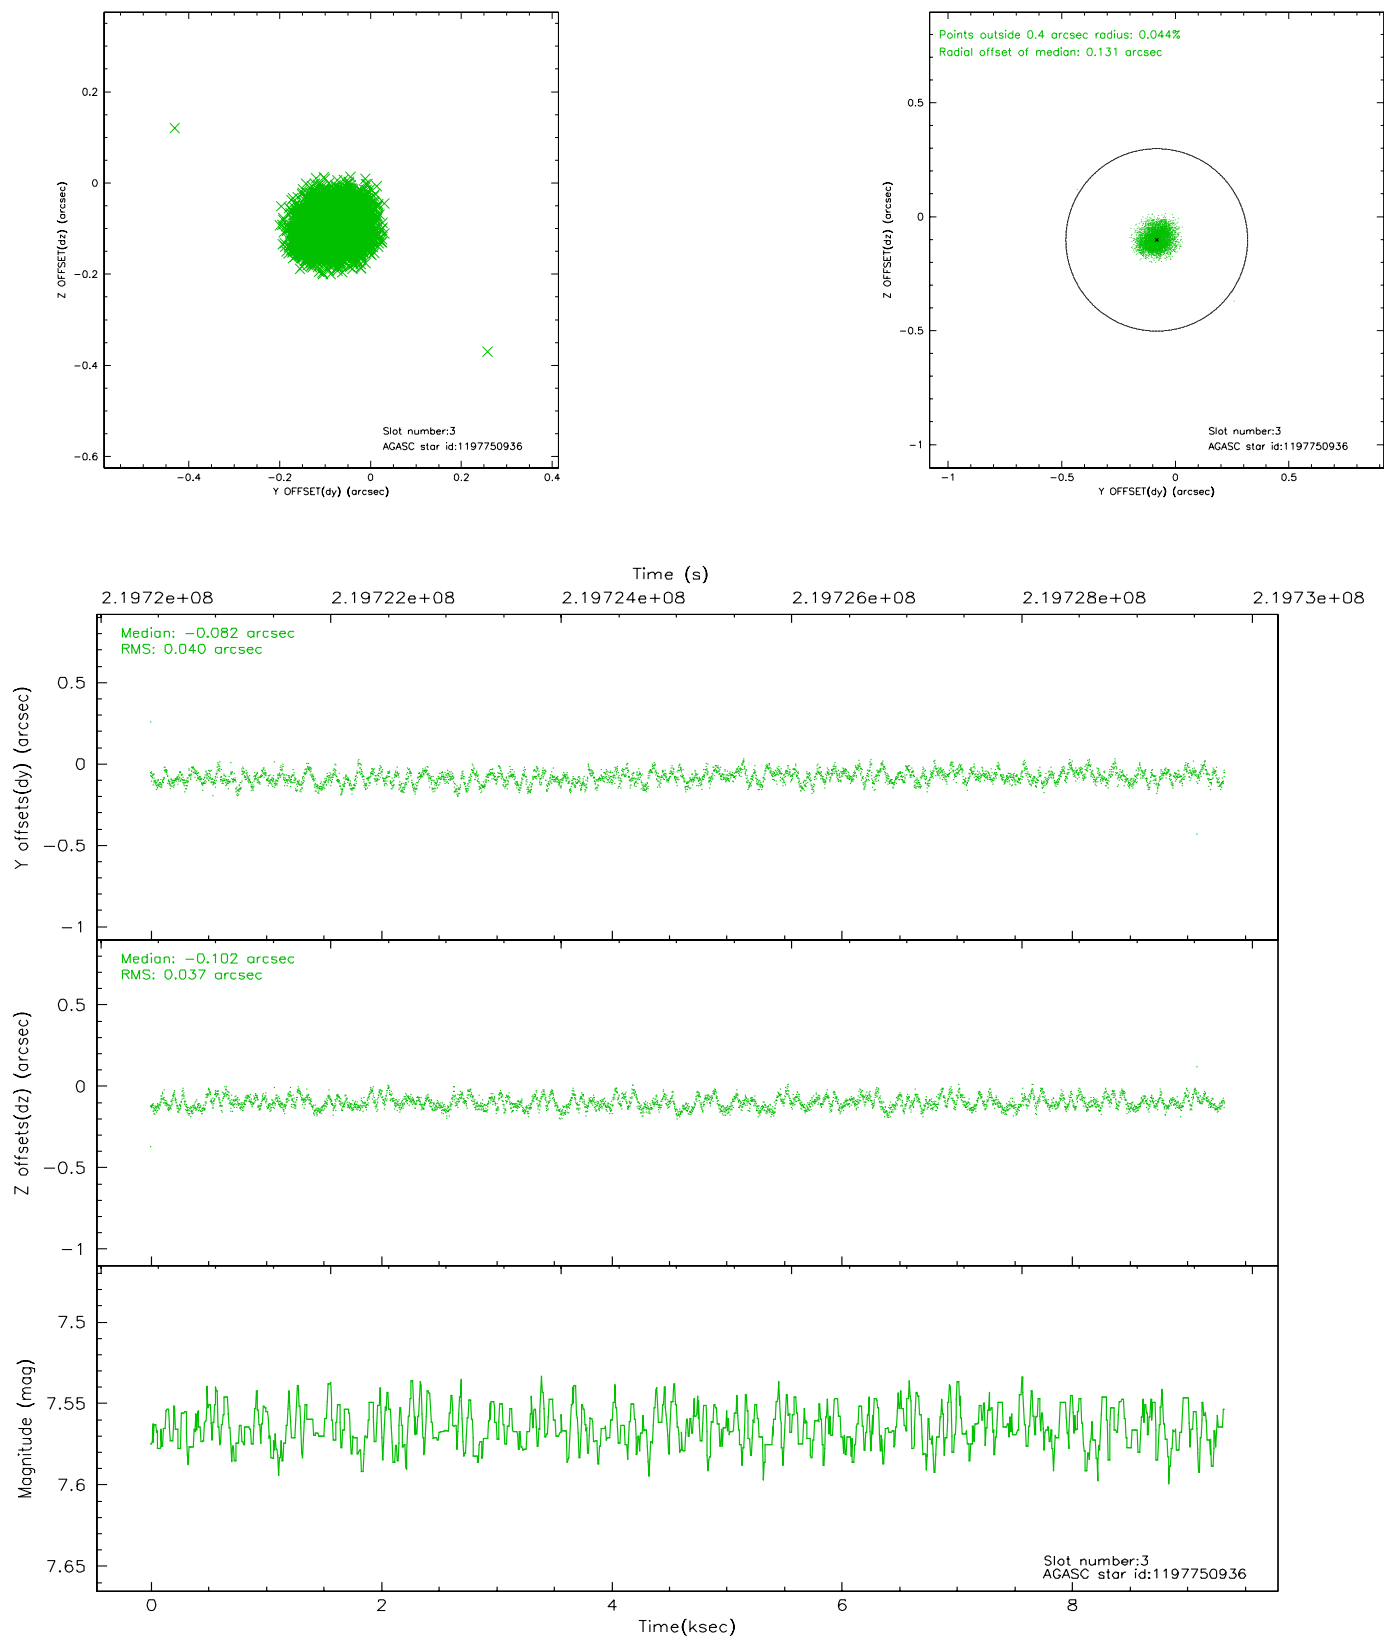 0.2
0
−0.2
−0.4
−0.6
Z OFFSET(dz) (arcsec)
Slot number:3
AGASC star id:1197750936
−0.4
−0.2
0
0.2
0.4
Y OFFSET(dy) (arcsec)
Points outside 0.4 arcsec radius: 0.044%
Radial offset of median: 0.131 arcsec
0.5
0
−0.5
−1
Z OFFSET(dz) (arcsec)
Slot number:3
AGASC star id:1197750936
−1
−0.5
0
0.5
Y OFFSET(dy) (arcsec)
Time (s)
2.1972e+08
2.19722e+08
2.19724e+08
2.19726e+08
2.19728e+08
2.1973e+08
Median: −0.082 arcsec
RMS: 0.040 arcsec
0.5
0
−0.5
−1
Y offsets(dy) (arcsec)
Median: −0.102 arcsec
RMS: 0.037 arcsec
0.5
0
−0.5
−1
Z offsets(dz) (arcsec)
7.5
7.55
7.6
7.65
Magnitude (mag)
Slot number:3
AGASC star id:1197750936
0
2
4
6
8
Time(ksec)